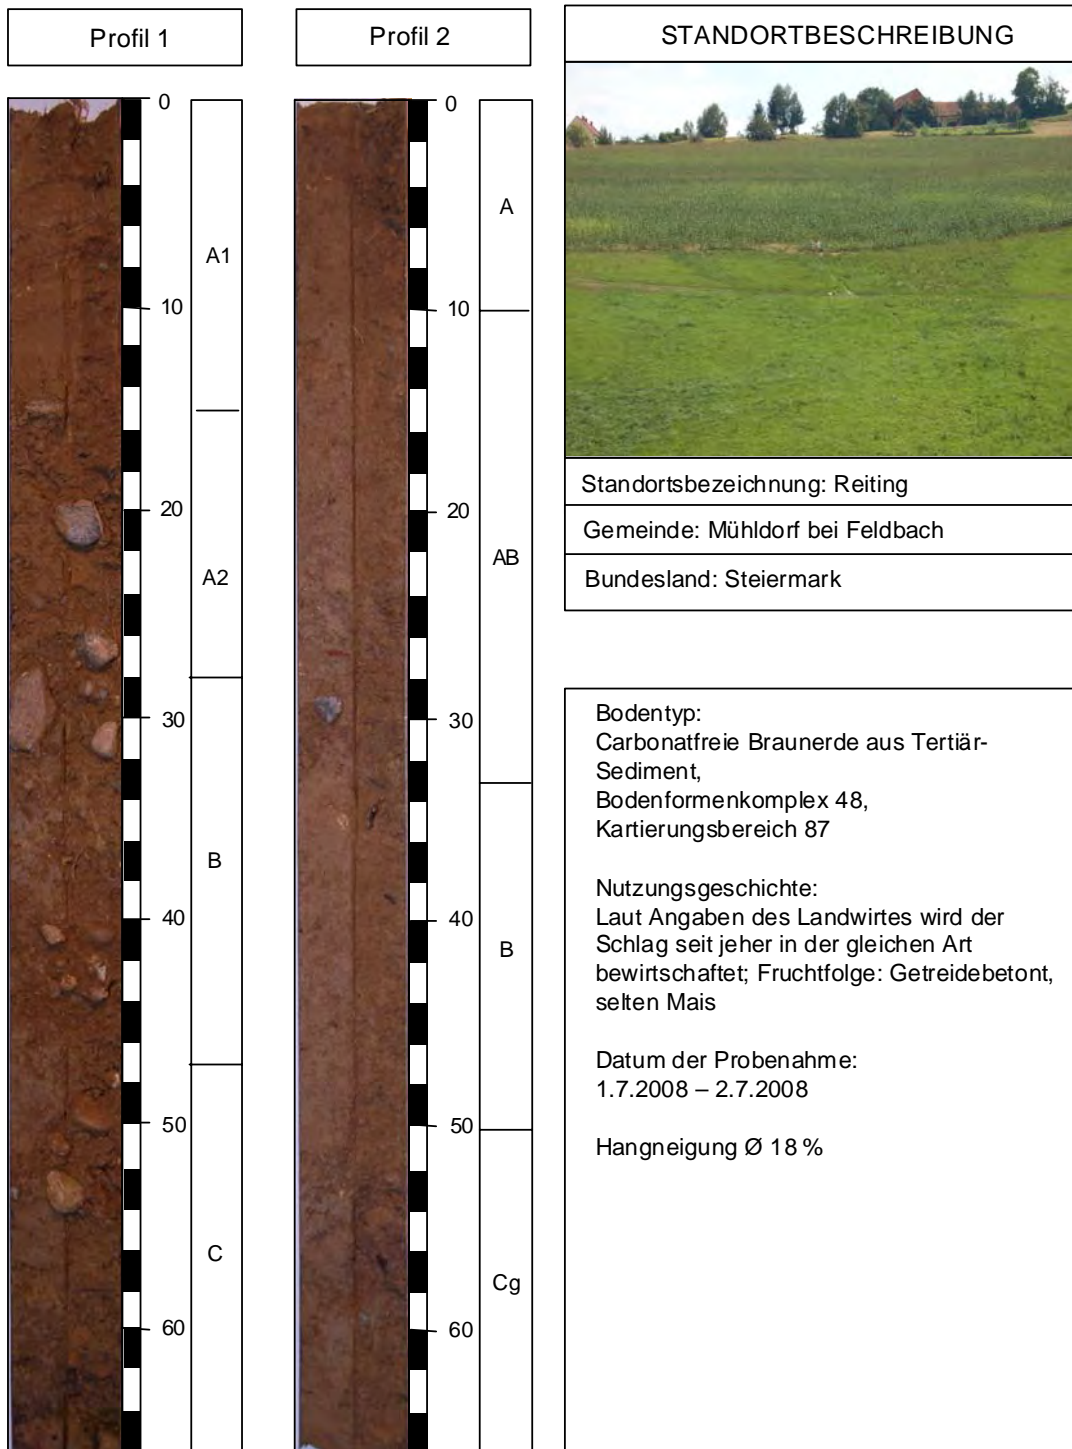 Profil 1
0
A1
10
20
A2
30
B
40
50
C
60
Profil 2
0
A
10
20
AB
30
40
B
50
Cg
60
STANDORTBESCHREIBUNG
Standortsbezeichnung: Reiting
Gemeinde: Mühldorf bei Feldbach
Bundesland: Steiermark
Bodentyp:
Carbonatfreie Braunerde aus Tertiär-
Sediment,
Bodenformenkomplex 48,
Kartierungsbereich 87
Nutzungsgeschichte:
Laut Angaben des Landwirtes wird der
Schlag seit jeher in der gleichen Art
bewirtschaftet; Fruchtfolge: Getreidebetont,
selten Mais
Datum der Probenahme:
1.7.2008 – 2.7.2008
Hangneigung Ø 18 %